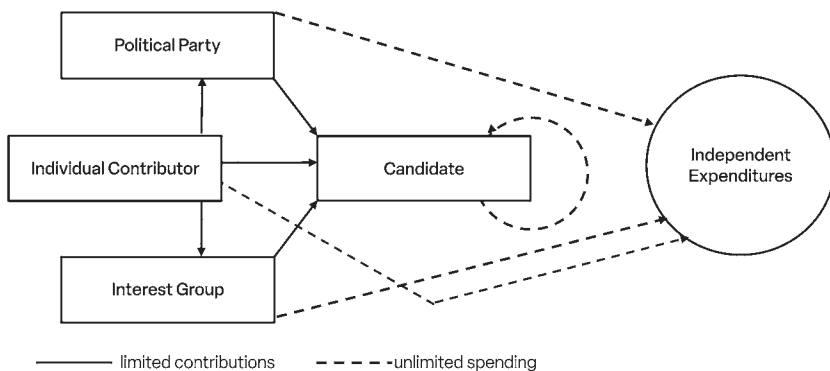 Political Party
Individual Contributor
Candidate
Independent
Expenditures
Interest Group
limited contributions
unlimited spending